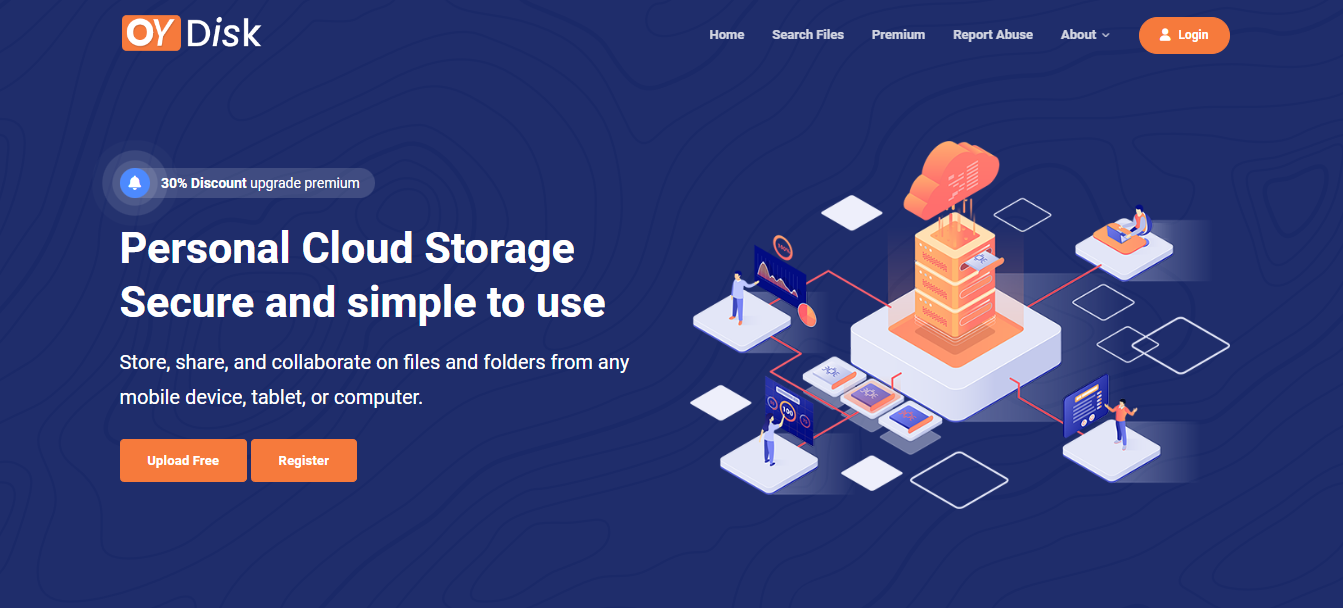 OY Disk
Home Search Files Premium Report Abuse About Login
30% Discount upgrade premium
Personal Cloud Storage
Secure and simple to use
Store, share, and collaborate on files and folders from any
mobile device, tablet, or computer.
Upload Free Register
100